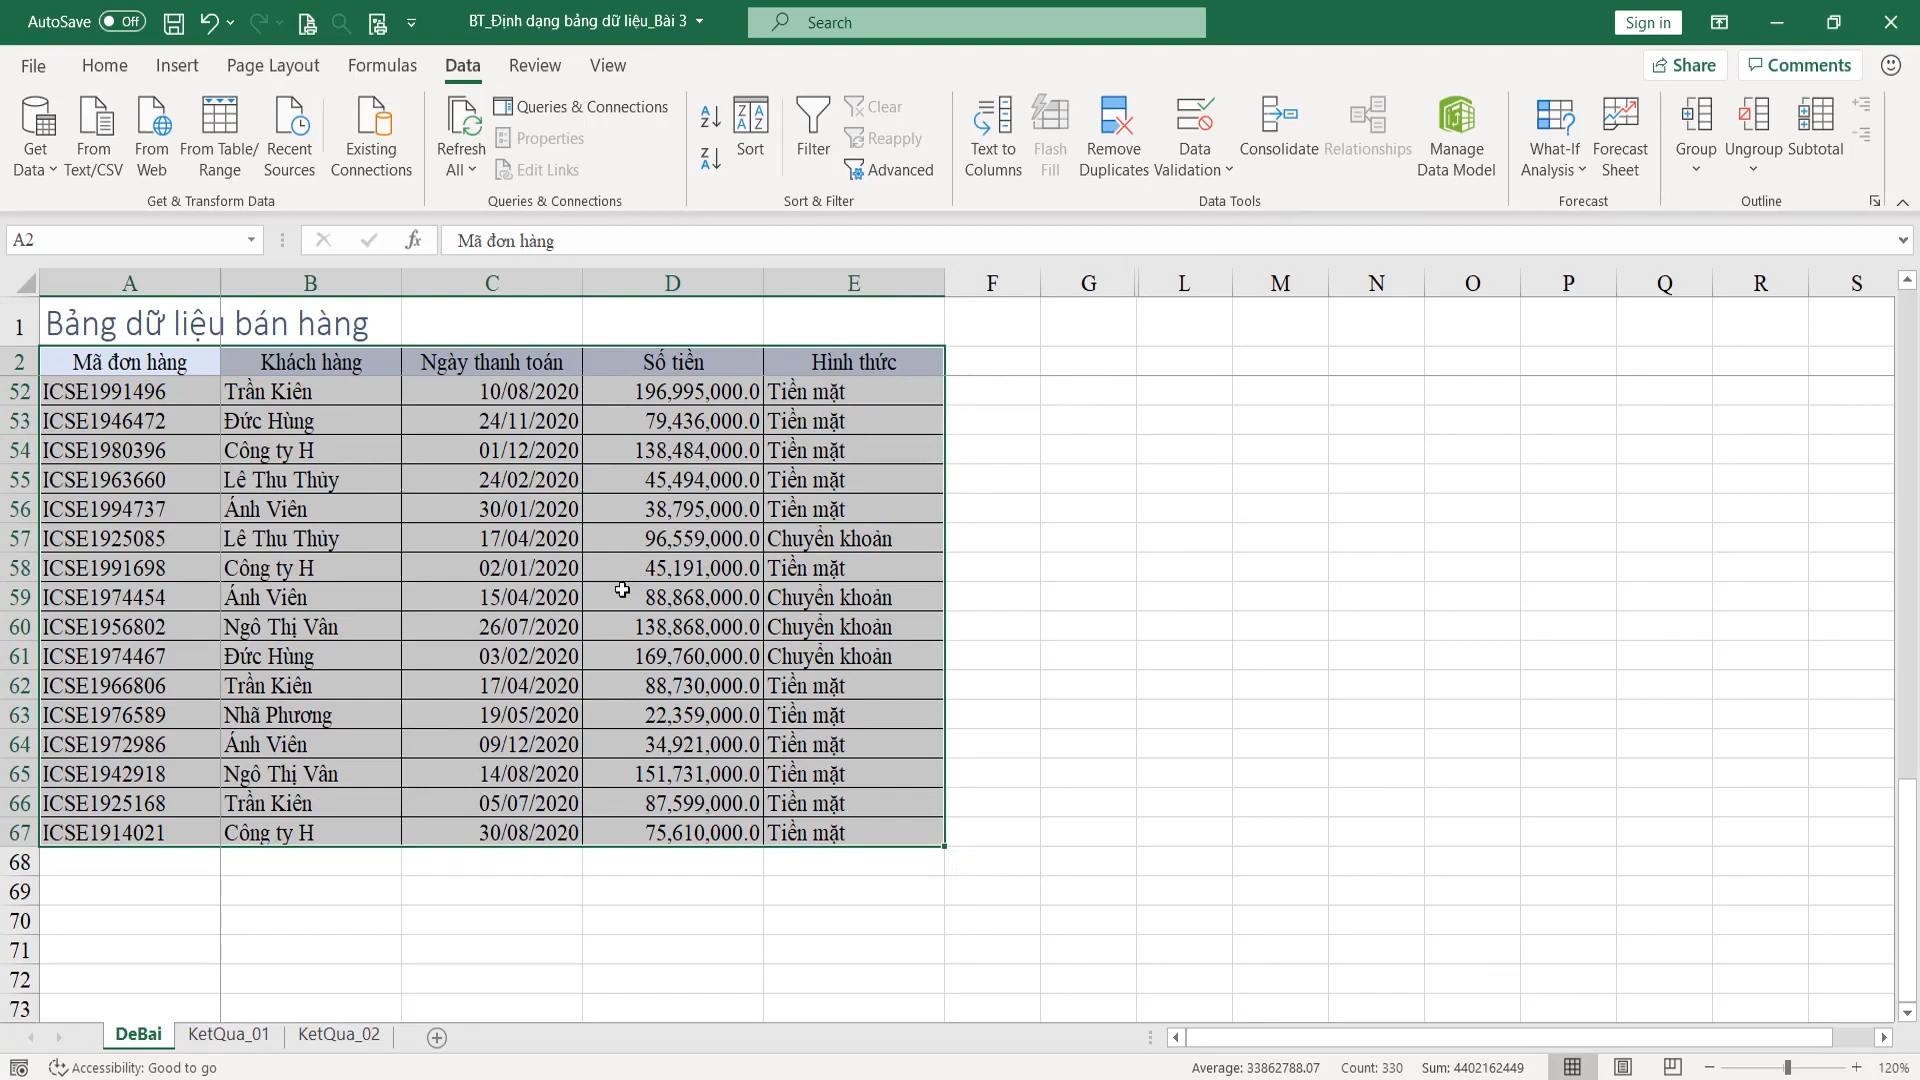 AutoSave Off BT_Định dạng bảng dữ liệu_Bài 3 Search Sign in
File Home Insert Page Layout Formulas Data Review View Share Comments
Get Data From Text/CSV From Web From Table/ Range Recent Sources Existing Connections
Get & Transform Data
Refresh All Queries & Connections
Properties
Edit Links
Queries & Connections
Sort Filter Clear
Reapply
Advanced
Sort & Filter
Text to Columns Flash Fill Remove Duplicates Data Validation Consolidate Relationships Manage Data Model
Data Tools
What-If Analysis Forecast Sheet
Forecast
Group Ungroup Subtotal
Outline
A2 fx Mã đơn hàng
A B C D E F G L M N O P Q R S
1 Bảng dữ liệu bán hàng
2 Mã đơn hàng Khách hàng Ngày thanh toán Số tiền Hình thức
52 ICSE1991496 Trần Kiên 10/08/2020 196,995,000.0 Tiền mặt
53 ICSE1946472 Đức Hùng 24/11/2020 79,436,000.0 Tiền mặt
54 ICSE1980396 Công ty H 01/12/2020 138,484,000.0 Tiền mặt
55 ICSE1963660 Lê Thu Thủy 24/02/2020 45,494,000.0 Tiền mặt
56 ICSE1994737 Ánh Viên 30/01/2020 38,795,000.0 Tiền mặt
57 ICSE1925085 Lê Thu Thủy 17/04/2020 96,559,000.0 Chuyển khoản
58 ICSE1991698 Công ty H 02/01/2020 45,191,000.0 Tiền mặt
59 ICSE1974454 Ánh Viên 15/04/2020 88,868,000.0 Chuyển khoản
60 ICSE1956802 Ngô Thị Vân 26/07/2020 138,868,000.0 Chuyển khoản
61 ICSE1974467 Đức Hùng 03/02/2020 169,760,000.0 Chuyển khoản
62 ICSE1966806 Trần Kiên 17/04/2020 88,730,000.0 Tiền mặt
63 ICSE1976589 Nhã Phương 19/05/2020 22,359,000.0 Tiền mặt
64 ICSE1972986 Ánh Viên 09/12/2020 34,921,000.0 Tiền mặt
65 ICSE1942918 Ngô Thị Vân 14/08/2020 151,731,000.0 Tiền mặt
66 ICSE1925168 Trần Kiên 05/07/2020 87,599,000.0 Tiền mặt
67 ICSE1914021 Công ty H 30/08/2020 75,610,000.0 Tiền mặt
68
69
70
71
72
73
DeBai KetQua_01 KetQua_02
Accessibility: Good to go Average: 33862788.07 Count: 330 Sum: 4402162449 120%